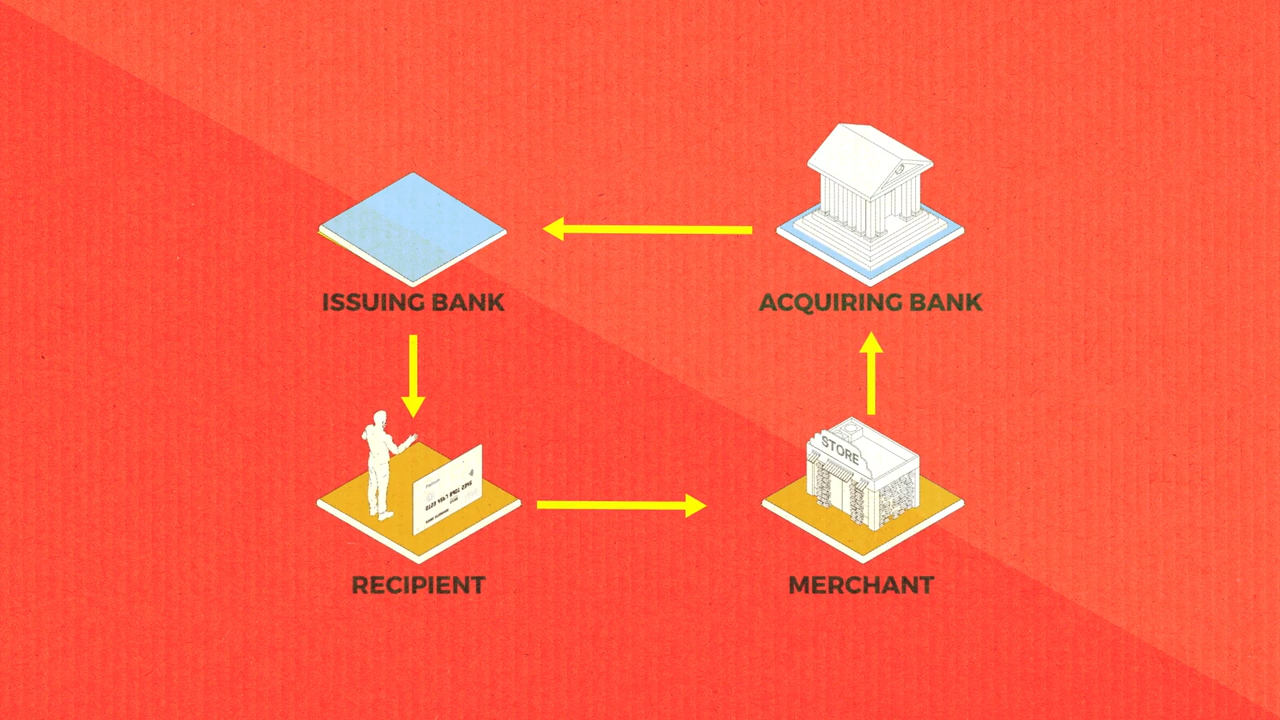 ISSUING BANK
ACQUIRING BANK
STORE
RECIPIENT
MERCHANT